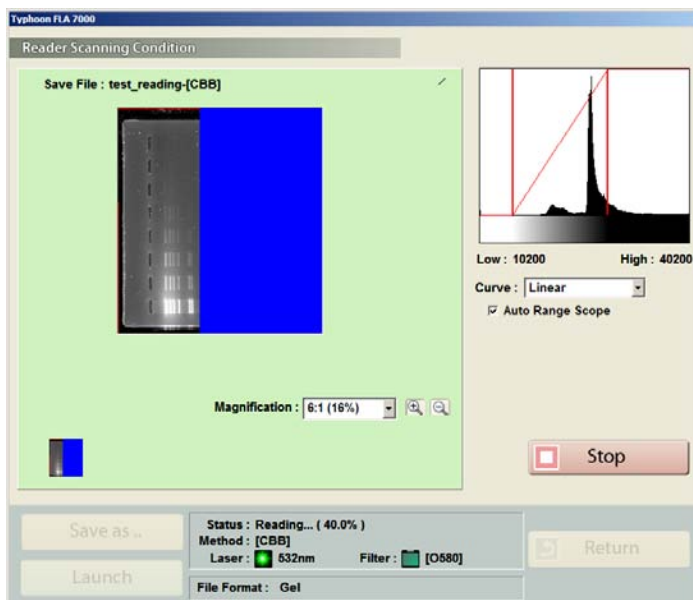 Typhoon FLA 7000
Reader Scanning Condition
Save File : test_reading-[CBB]
Low : 10200 High : 40200
Curve : Linear
Auto Range Scope
Magnification : 6:1 (16%)
Stop
Save as ..
Launch
Status : Reading... ( 40.0% )
Method : [CBB]
Laser : 532nm Filter : [O580]
File Format : Gel
Return